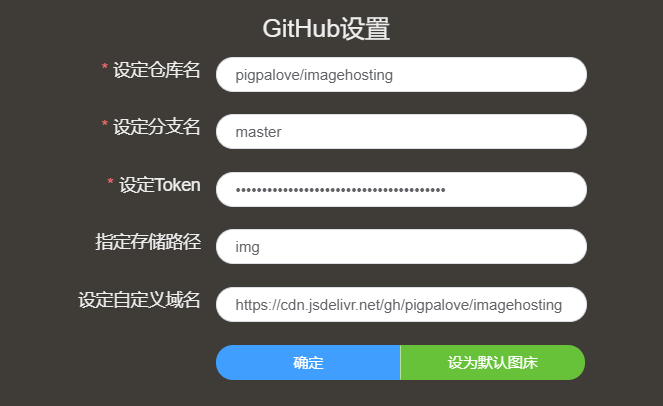 GitHub设置
* 设定仓库名 pigpalove/imagehosting
* 设定分支名 master
* 设定Token ••••••••••••••••••••••••••••••••••••••••
指定存储路径 img
设定自定义域名 https://cdn.jsdelivr.net/gh/pigpalove/imagehosting
确定 设为默认图床